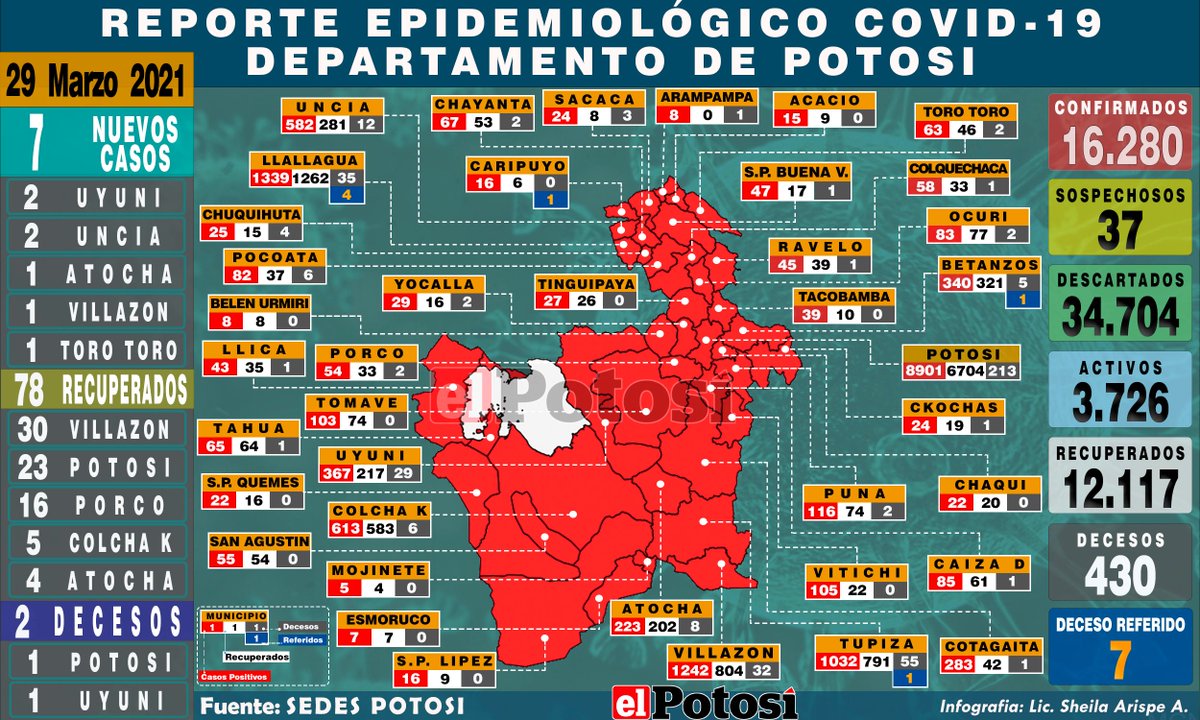 REPORTE EPIDEMIOLÓGICO COVID-19
DEPARTAMENTO DE POTOSI
29 Marzo 2021
7 NUEVOS CASOS
2 UYUNI
2 UNCIA
1 ATOCHA
1 VILLAZON
1 TORO TORO
78 RECUPERADOS
30 VILLAZON
23 POTOSI
16 PORCO
5 COLCHA K
4 ATOCHA
2 DECESOS
1 POTOSI
1 UYUNI
UNCIA
582 281 12
CHAYANTA
67 53 2
SACACA
24 8 3
ARAMPAMPA
8 0 1
ACACIO
15 9 0
TORO TORO
63 46 2
LLALLAGUA
1339 1262 35
4
CARIPUYO
16 6 0
1
S.P. BUENA V.
47 17 1
COLQUECHACA
58 33 1
CHUQUIHUTA
25 15 4
OCURI
83 77 2
POCOATA
82 37 6
RAVELO
45 39 1
YOCALLA
29 16 2
TINGUIPAYA
27 26 0
BETANZOS
340 321 5
1
BELEN URMIRI
8 8 0
TACOBAMBA
39 10 0
LLICA
43 35 1
PORCO
54 33 2
POTOSI
8901 6704 213
elPotosí
TOMAVE
103 74 0
CKOCHAS
24 19 1
TAHUA
65 64 1
UYUNI
367 217 29
S.P. QUEMES
22 16 0
COLCHA K
613 583 6
PUNA
116 74 2
CHAQUI
22 20 0
SAN AGUSTIN
55 54 0
MOJINETE
5 4 0
VITICHI
105 22 0
CAIZA D
85 61 1
MUNICIPIO
1 1 1 Decesos
1 Referidos
Recuperados
Casos Positivos
ESMORUCO
7 7 0
ATOCHA
223 202 8
S.P. LIPEZ
16 9 0
VILLAZON
1242 804 32
TUPIZA
1032 791 55
1
COTAGAITA
283 42 1
CONFIRMADOS
16.280
SOSPECHOSOS
37
DESCARTADOS
34.704
ACTIVOS
3.726
RECUPERADOS
12.117
DECESOS
430
DECESO REFERIDO
7
Fuente: SEDES POTOSI
elPotosí
Infografia: Lic. Sheila Arispe A.